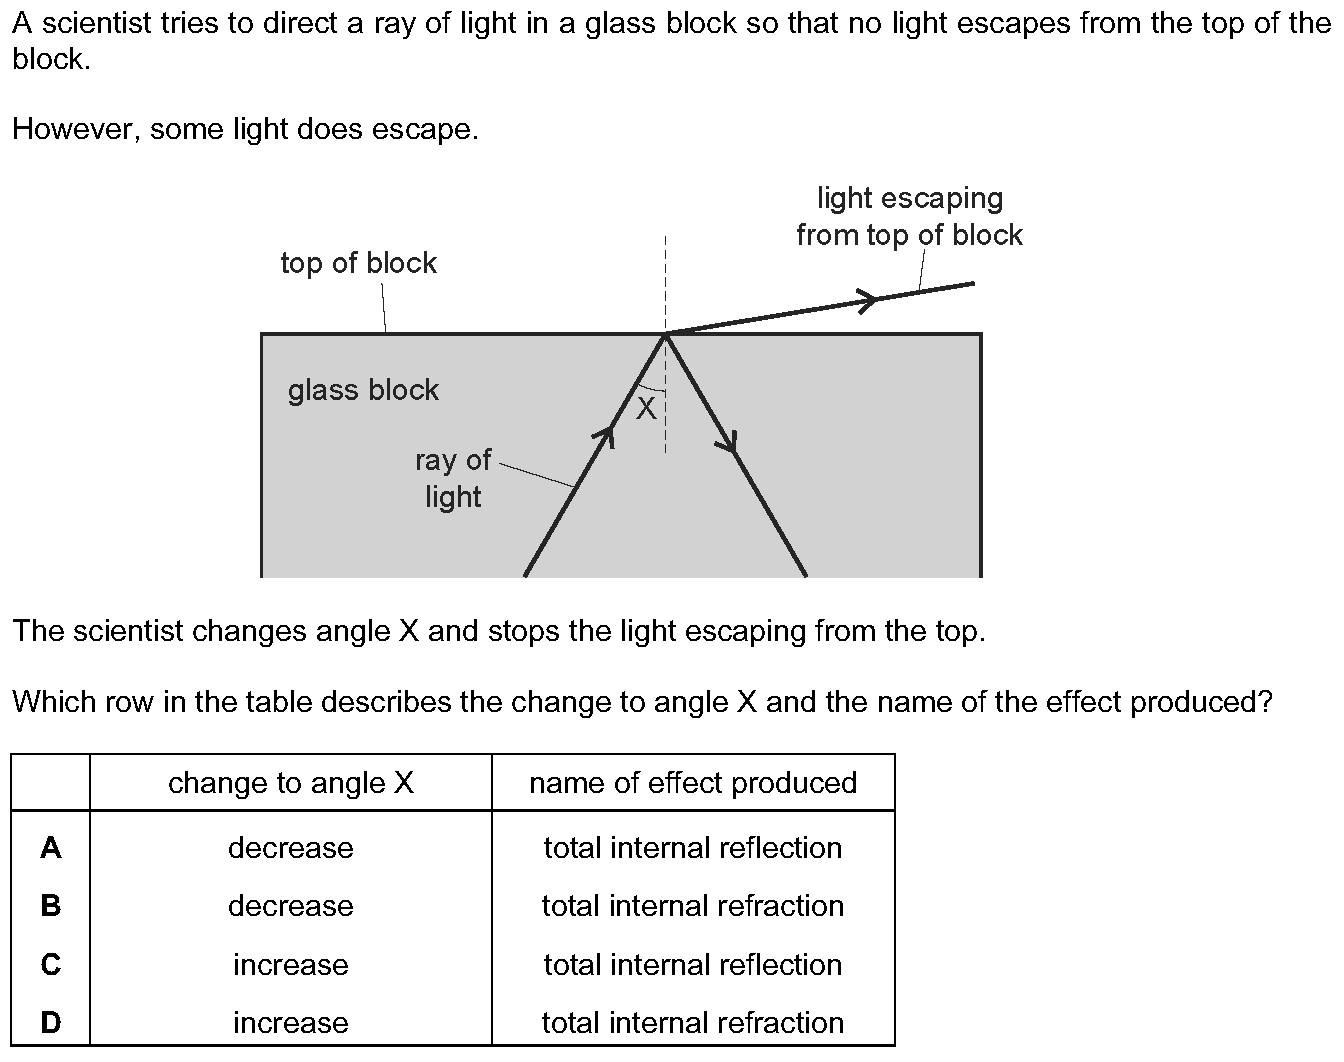 A scientist tries to direct a ray of light in a glass block so that no light escapes from the top of the
block.
However, some light does escape.
light escaping
from top of block
top of block
glass block
X
ray of
light
The scientist changes angle X and stops the light escaping from the top.
Which row in the table describes the change to angle X and the name of the effect produced?
change to angle X name of effect produced
A decrease total internal reflection
B decrease total internal refraction
C increase total internal reflection
D increase total internal refraction